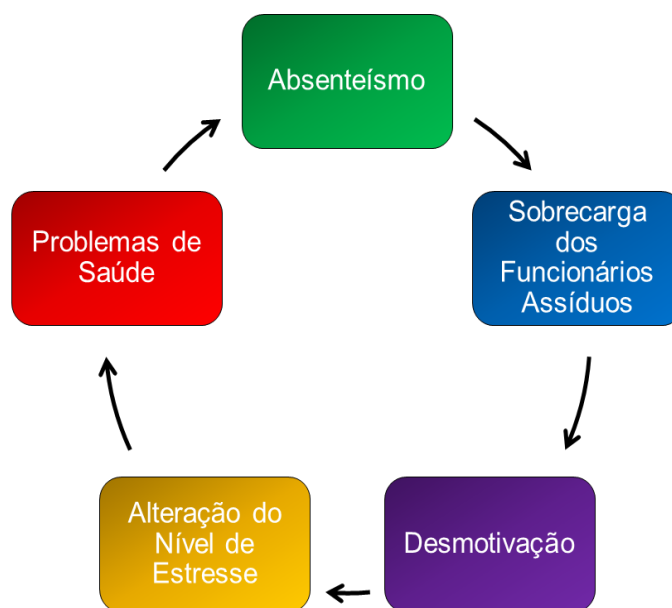 Absenteísmo
Sobrecarga
dos
Funcionários
Assíduos
Desmotivação
Alteração do
Nível de
Estresse
Problemas de
Saúde